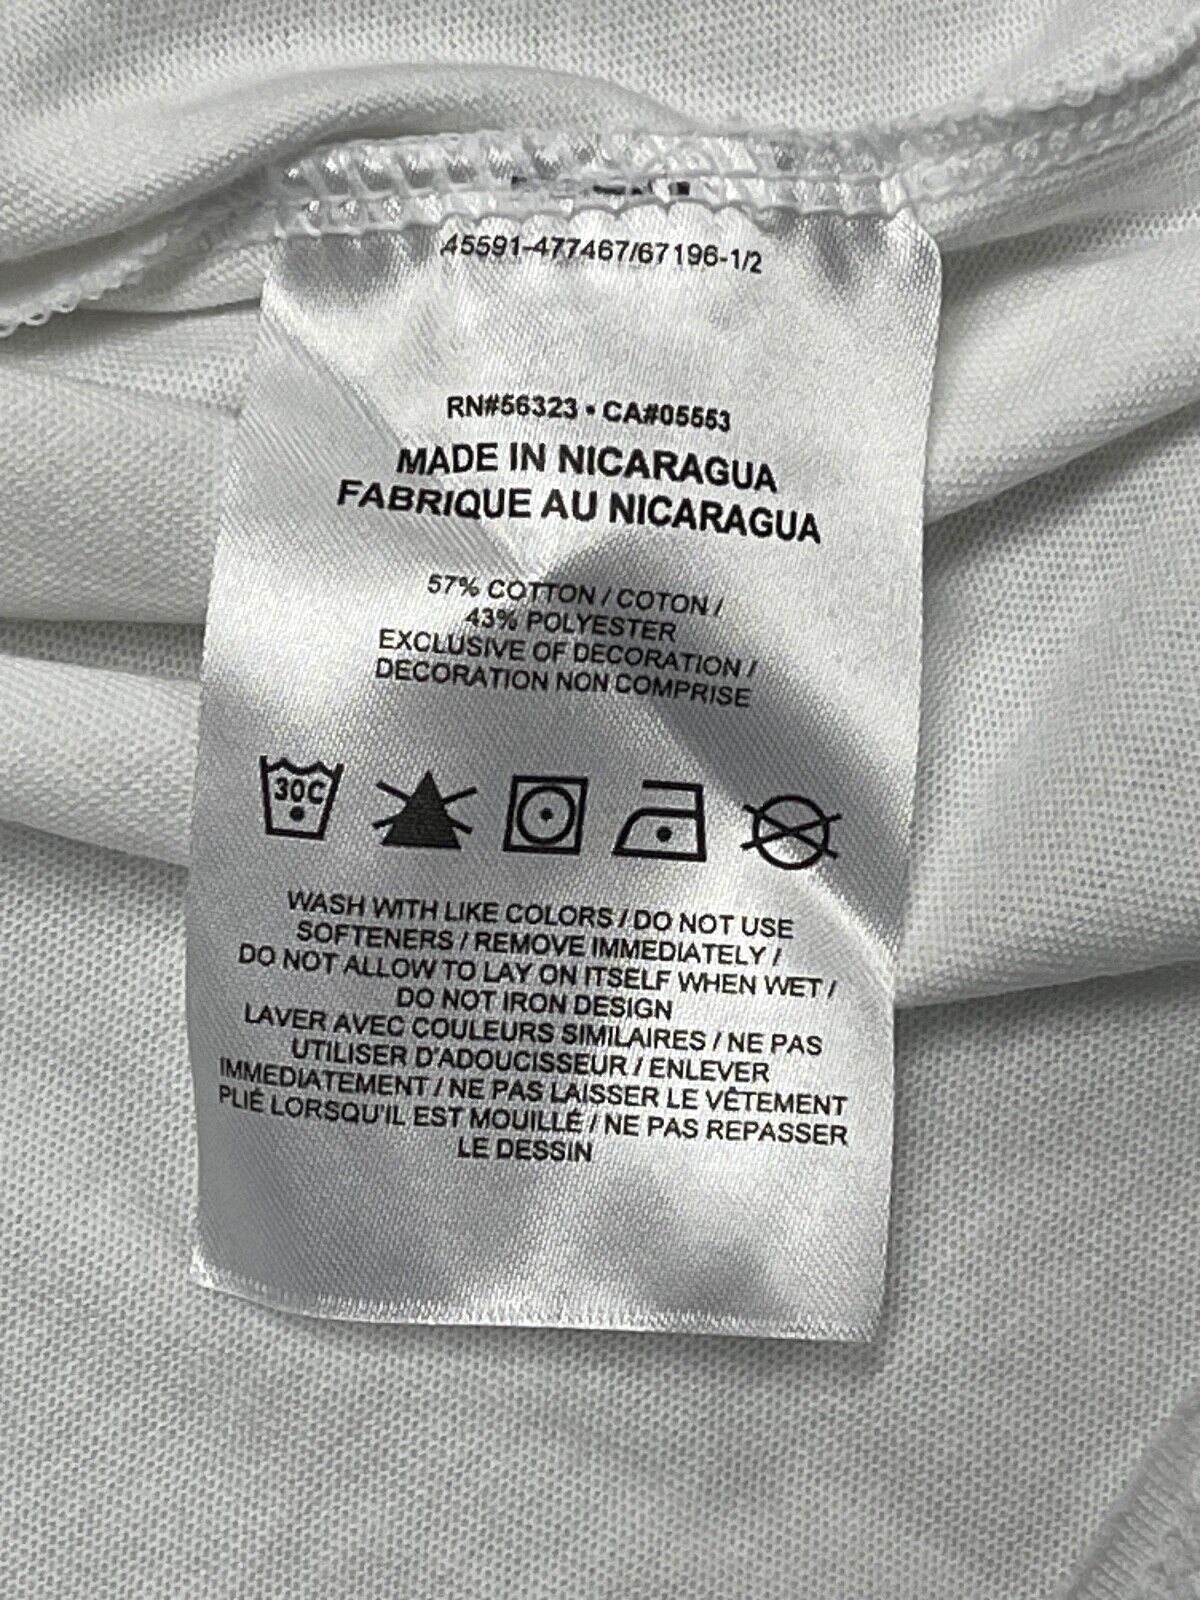 45591-477467/67196-1/2
RN#56323 • CA#05553
MADE IN NICARAGUA
FABRIQUE AU NICARAGUA
57% COTTON / COTON /
43% POLYESTER
EXCLUSIVE OF DECORATION /
DECORATION NON COMPRISE
30C
WASH WITH LIKE COLORS / DO NOT USE
SOFTENERS / REMOVE IMMEDIATELY /
DO NOT ALLOW TO LAY ON ITSELF WHEN WET /
DO NOT IRON DESIGN
LAVER AVEC COULEURS SIMILAIRES / NE PAS
UTILISER D'ADOUCISSEUR / ENLEVER
IMMEDIATEMENT / NE PAS LAISSER LE VÊTEMENT
PLIÉ LORSQU'IL EST MOUILLÉ / NE PAS REPASSER
LE DESSIN